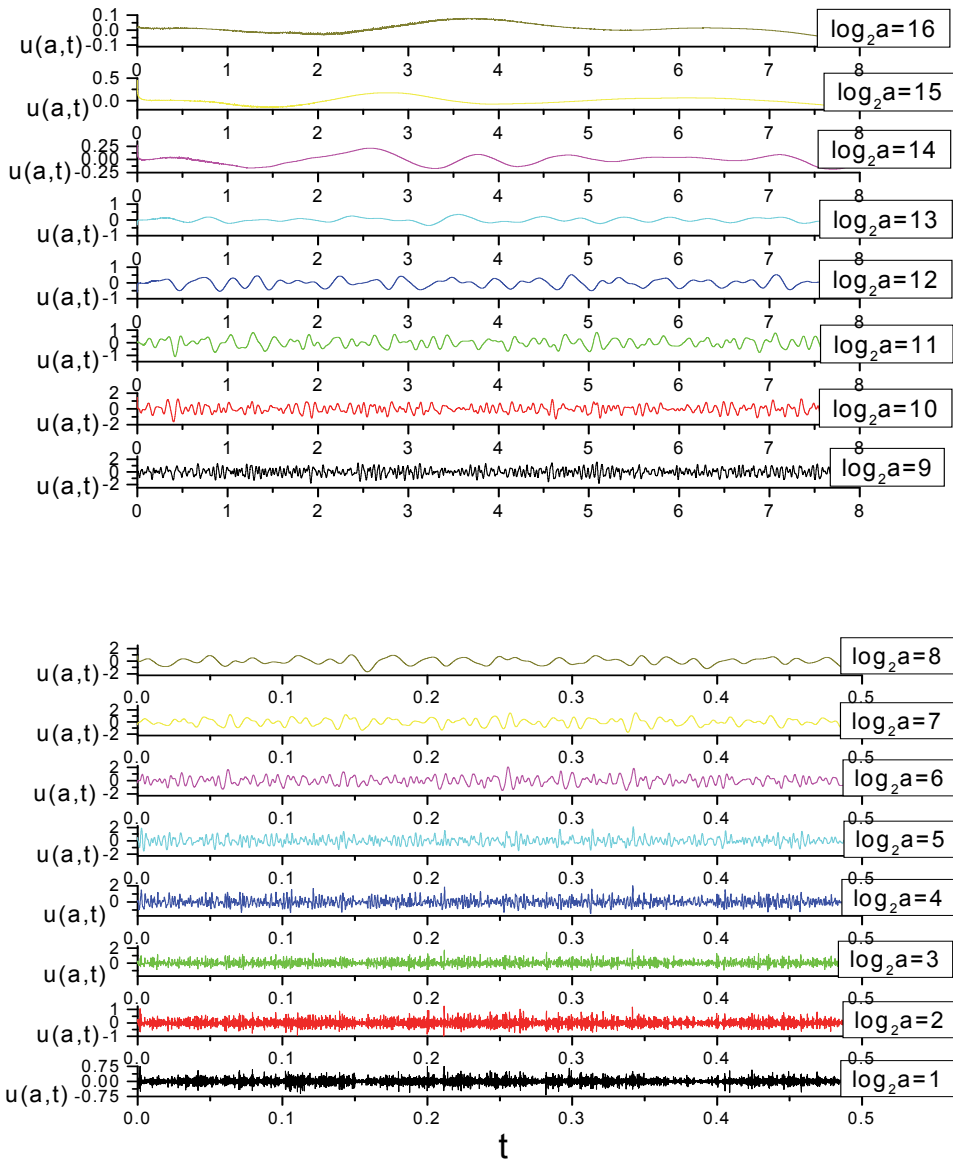 0.1
0.0
-0.1
u(a,t)
log₂a=16
0 1 2 3 4 5 6 7 8
0.5
0.0
u(a,t)
log₂a=15
0 1 2 3 4 5 6 7 8
0.25
0.00
-0.25
u(a,t)
log₂a=14
0 1 2 3 4 5 6 7 8
1
0
-1
u(a,t)
log₂a=13
0 1 2 3 4 5 6 7 8
1
0
-1
u(a,t)
log₂a=12
0 1 2 3 4 5 6 7 8
1
0
-1
u(a,t)
log₂a=11
0 1 2 3 4 5 6 7 8
2
0
-2
u(a,t)
log₂a=10
0 1 2 3 4 5 6 7 8
2
0
-2
u(a,t)
log₂a=9
0 1 2 3 4 5 6 7 8
2
0
-2
u(a,t)
log₂a=8
0.0 0.1 0.2 0.3 0.4 0.5
2
0
-2
u(a,t)
log₂a=7
0.0 0.1 0.2 0.3 0.4 0.5
2
0
-2
u(a,t)
log₂a=6
0.0 0.1 0.2 0.3 0.4 0.5
2
0
-2
u(a,t)
log₂a=5
0.0 0.1 0.2 0.3 0.4 0.5
2
0
u(a,t)
log₂a=4
0.0 0.1 0.2 0.3 0.4 0.5
2
0
u(a,t)
log₂a=3
0.0 0.1 0.2 0.3 0.4 0.5
1
0
-1
u(a,t)
log₂a=2
0.0 0.1 0.2 0.3 0.4 0.5
0.75
0.00
-0.75
u(a,t)
log₂a=1
0.0 0.1 0.2 0.3 0.4 0.5
t